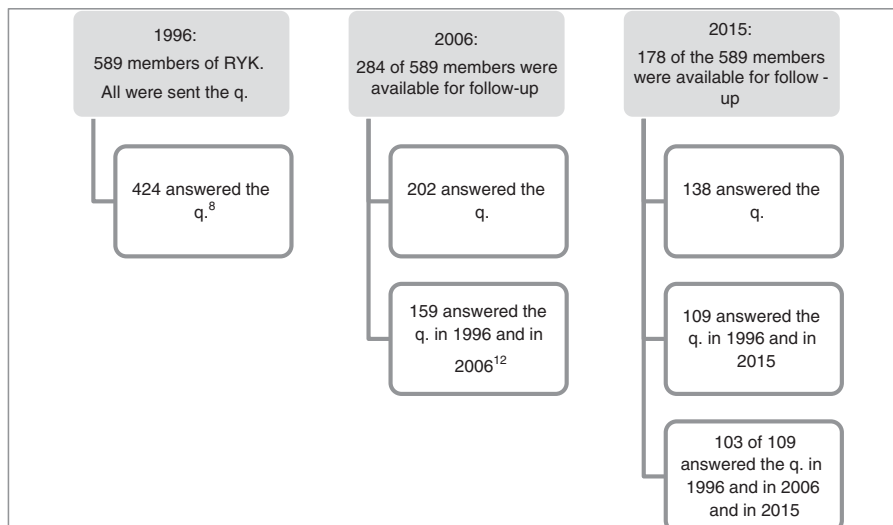 1996:
589 members of RYK.
All were sent the q.
424 answered the
q.8
2006:
284 of 589 members were
available for follow-up
202 answered the
q.
159 answered the
q. in 1996 and in
200612
2015:
178 of the 589 members
were available for follow -
up
138 answered the
q.
109 answered the
q. in 1996 and in
2015
103 of 109
answered the q. in
1996 and in 2006
and in 2015